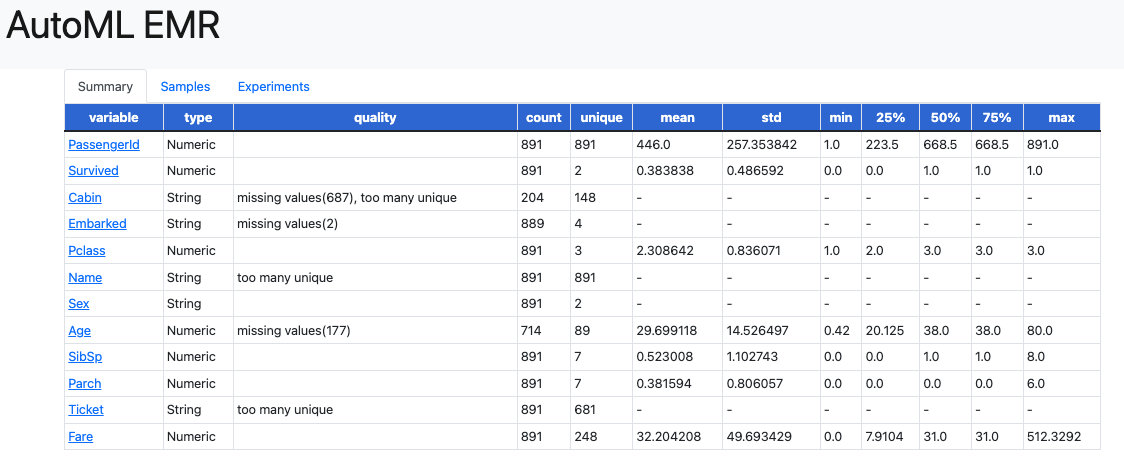 AutoML EMR
Summary Samples Experiments
variable type quality count unique mean std min 25% 50% 75% max
PassengerId Numeric 891 891 446.0 257.353842 1.0 223.5 668.5 668.5 891.0
Survived Numeric 891 2 0.383838 0.486592 0.0 0.0 1.0 1.0 1.0
Cabin String missing values(687), too many unique 204 148 - - - - - - -
Embarked String missing values(2) 889 4 - - - - - - -
Pclass Numeric 891 3 2.308642 0.836071 1.0 2.0 3.0 3.0 3.0
Name String too many unique 891 891 - - - - - - -
Sex String 891 2 - - - - - - -
Age Numeric missing values(177) 714 89 29.699118 14.526497 0.42 20.125 38.0 38.0 80.0
SibSp Numeric 891 7 0.523008 1.102743 0.0 0.0 1.0 1.0 8.0
Parch Numeric 891 7 0.381594 0.806057 0.0 0.0 0.0 0.0 6.0
Ticket String too many unique 891 681 - - - - - - -
Fare Numeric 891 248 32.204208 49.693429 0.0 7.9104 31.0 31.0 512.3292